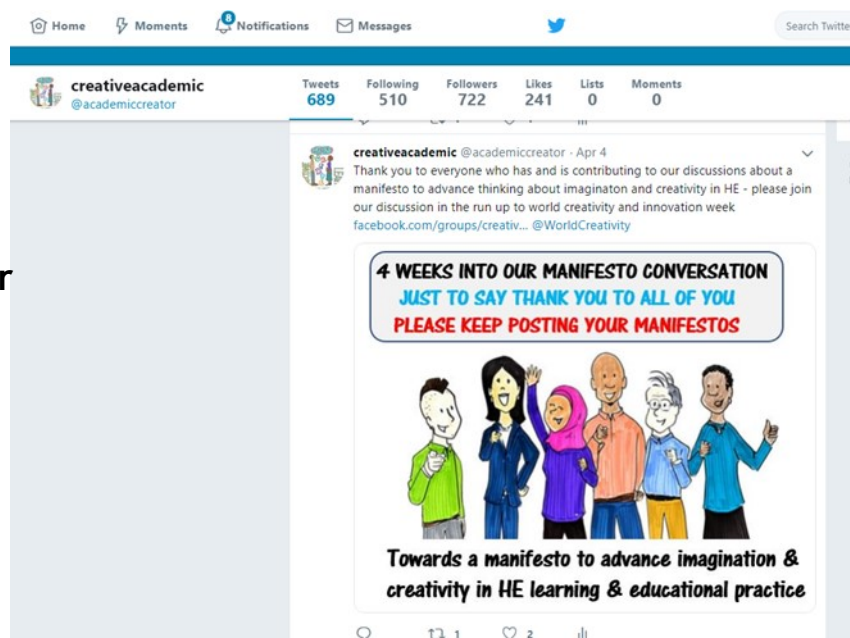 Home Moments 8 Notifications Messages Search Twitte
creativeacademic
@academiccreator
Tweets Following Followers Likes Lists Moments
689 510 722 241 0 0
creativeacademic @academiccreator · Apr 4
Thank you to everyone who has and is contributing to our discussions about a
manifesto to advance thinking about imaginaton and creativity in HE - please join
our discussion in the run up to world creativity and innovation week
facebook.com/groups/creativ... @WorldCreativity
r
4 WEEKS INTO OUR MANIFESTO CONVERSATION
JUST TO SAY THANK YOU TO ALL OF YOU
PLEASE KEEP POSTING YOUR MANIFESTOS
Towards a manifesto to advance imagination &
creativity in HE learning & educational practice
1 2